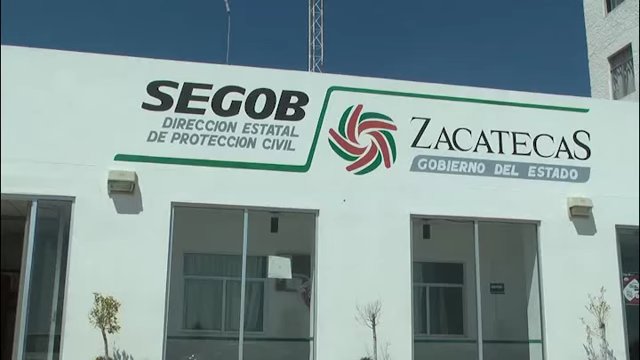 SEGOB
DIRECCION ESTATAL
DE PROTECCION CIVIL
ZACATECAS
GOBIERNO DEL ESTADO